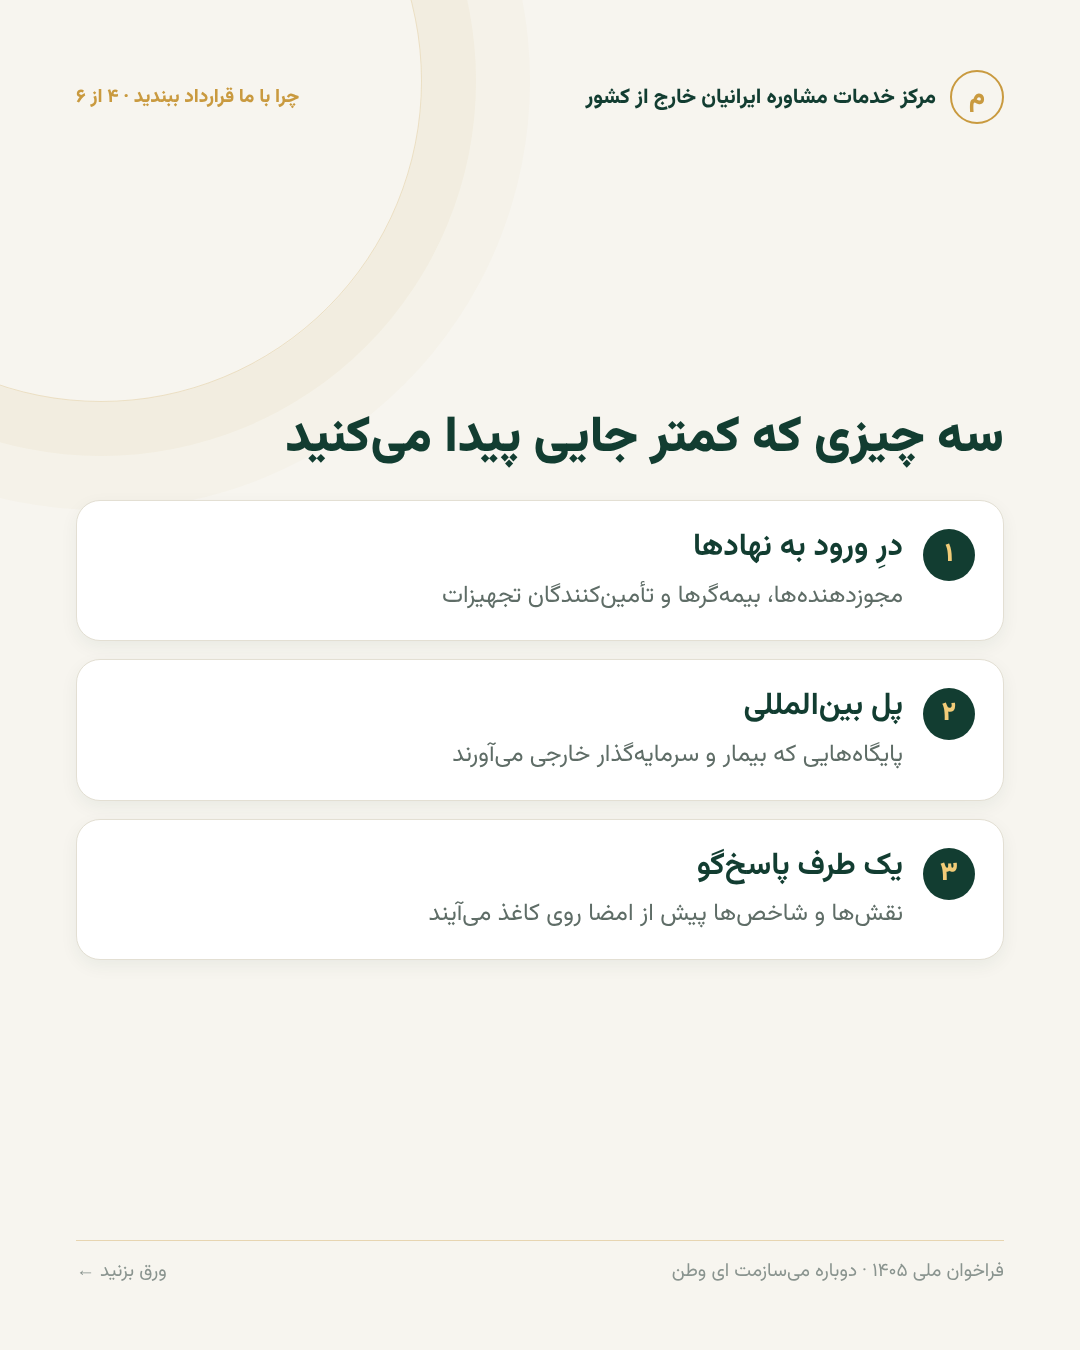 م
مرکز خدمات مشاوره ایرانیان خارج از کشور
چرا با ما قرارداد ببندید · ۴ از ۶
سه چیزی که کمتر جایی پیدا می‌کنید
۱
درِ ورود به نهادها
مجوزدهنده‌ها، بیمه‌گرها و تأمین‌کنندگان تجهیزات
۲
پل بین‌المللی
پایگاه‌هایی که بیمار و سرمایه‌گذار خارجی می‌آورند
۳
یک طرف پاسخ‌گو
نقش‌ها و شاخص‌ها پیش از امضا روی کاغذ می‌آیند
فراخوان ملی ۱۴۰۵ · دوباره می‌سازمت ای وطن
ورق بزنید ←